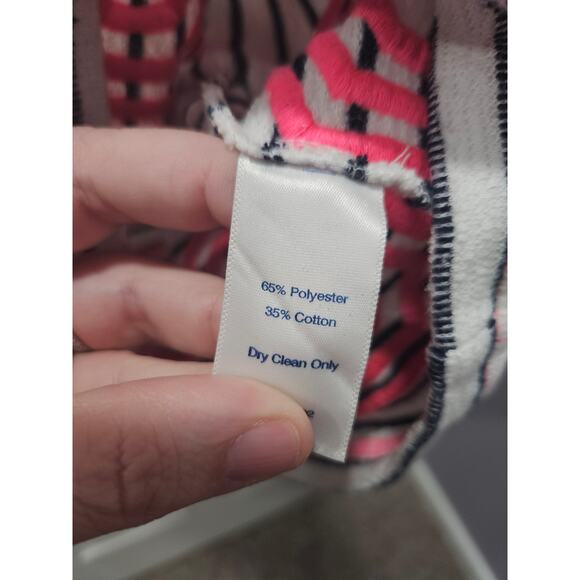 65% Polyester
35% Cotton
Dry Clean Only